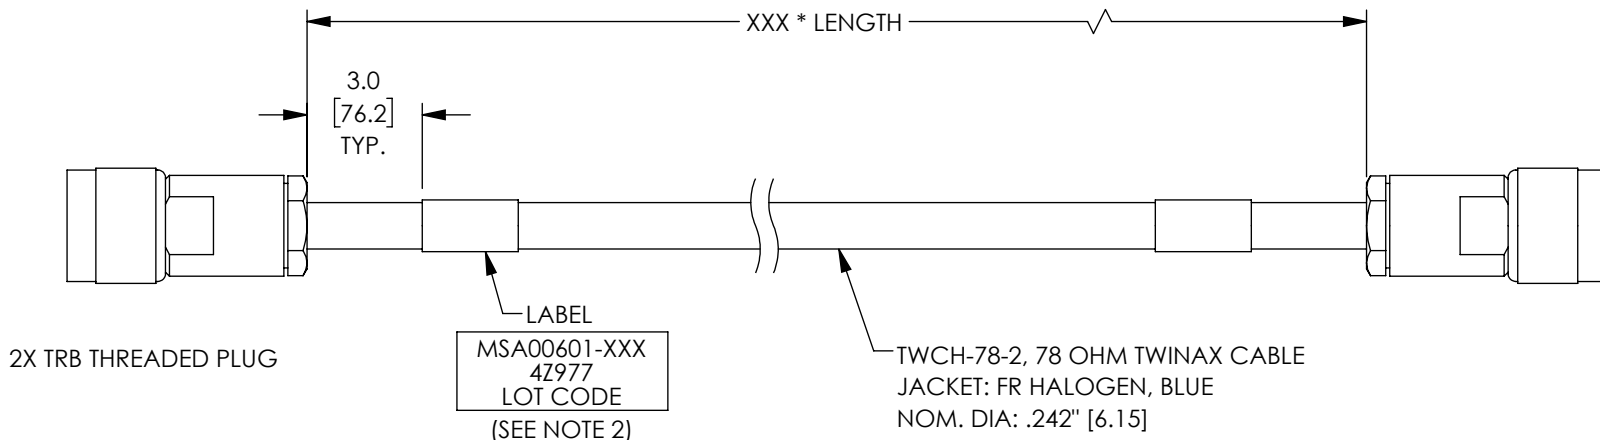 XXX * LENGTH
3.0
[76.2]
TYP.
2X TRB THREADED PLUG
LABEL
MSA00601-XXX
4Z977
LOT CODE
(SEE NOTE 2)
TWCH-78-2, 78 OHM TWINAX CABLE
JACKET: FR HALOGEN, BLUE
NOM. DIA: .242" [6.15]